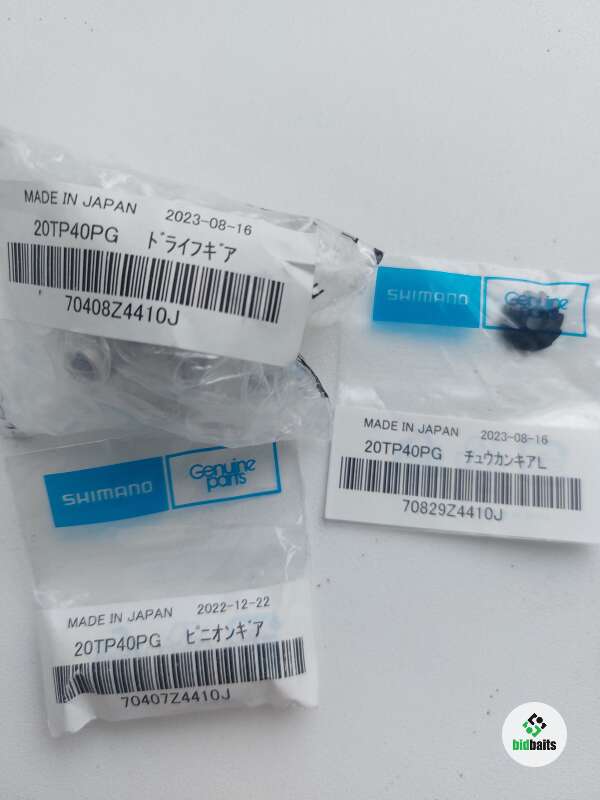 MADE IN JAPAN 2023-08-16
20TP40PG ドライブギア
70408Z4410J
SHIMANO Genuine
MADE IN JAPAN 2023-08-16
20TP40PG チュウカンギアL
70829Z4410J
SHIMANO Genuine parts
MADE IN JAPAN 2022-12-22
20TP40PG ピニオンギア
70407Z4410J
bidbaits